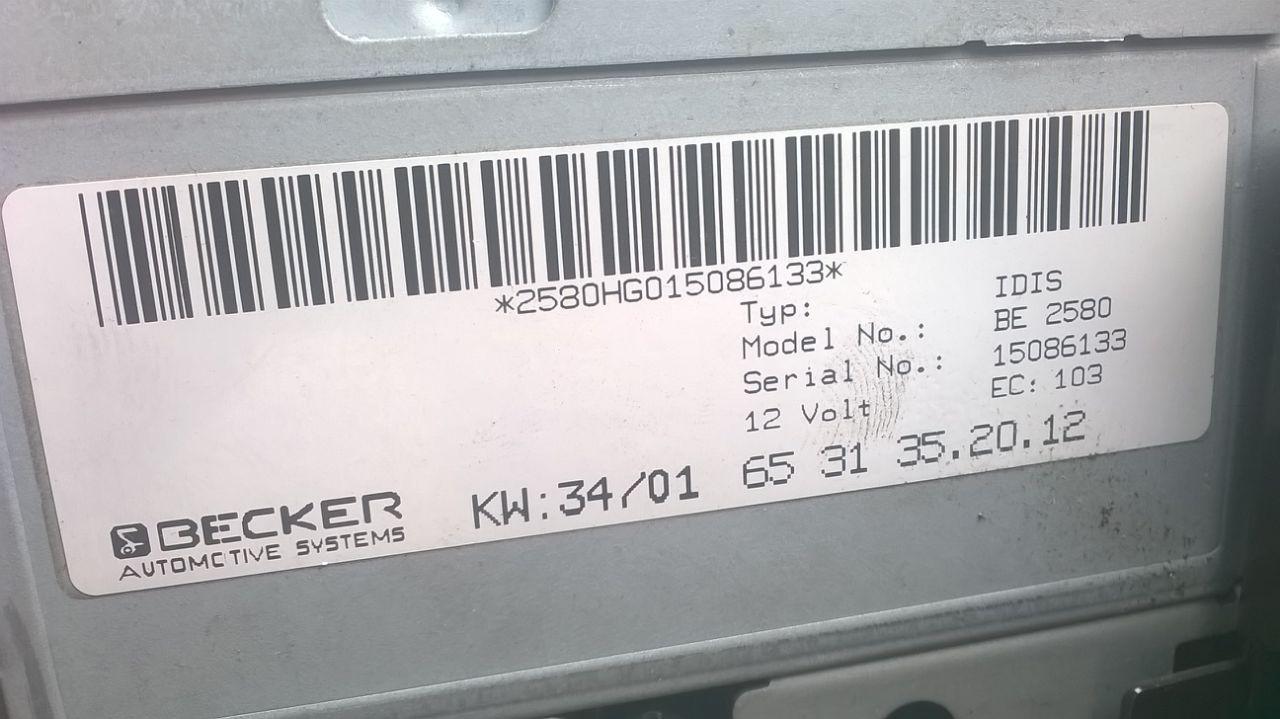 *2580HG015086133*
Typ: IDIS
Model No.: BE 2580
Serial No.: 15086133
12 Volt EC: 103
65 31 35.20.12
KW:34/01
BECKER
AUTOMOTIVE SYSTEMS